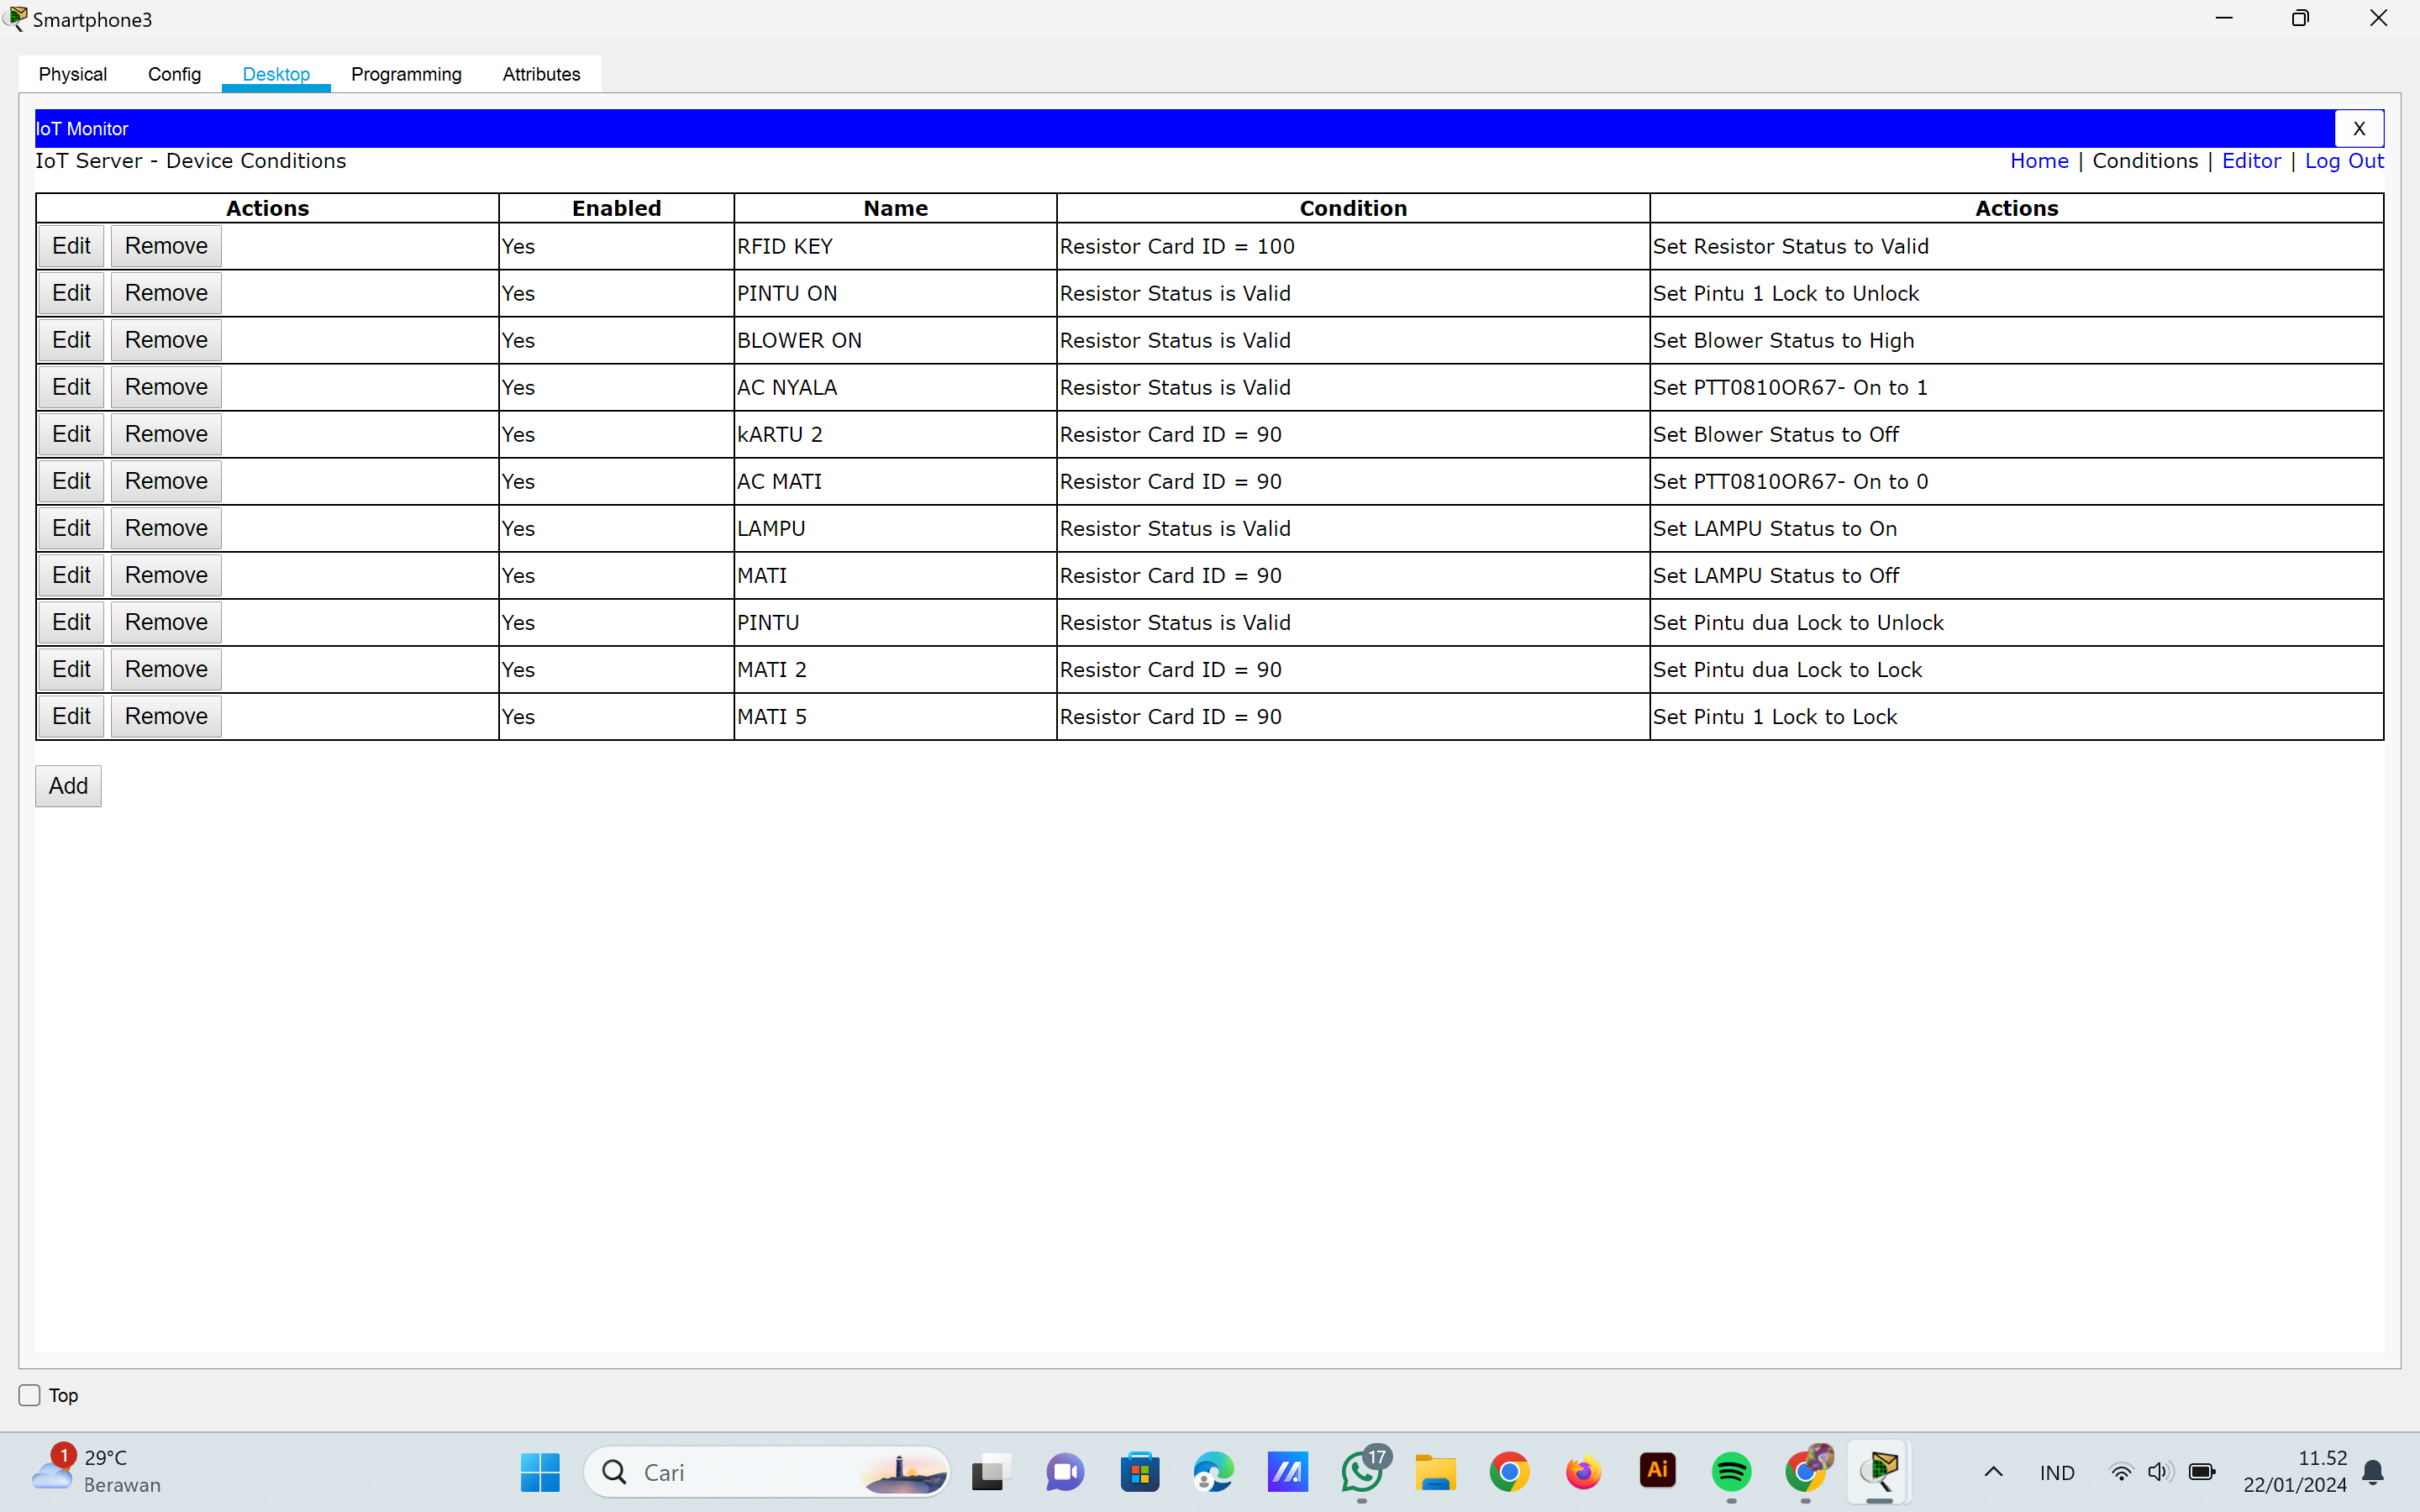 Smartphone3
Physical Config Desktop Programming Attributes
IoT Monitor X
IoT Server - Device Conditions Home | Conditions | Editor | Log Out
Actions Enabled Name Condition Actions
Edit Remove Yes RFID KEY Resistor Card ID = 100 Set Resistor Status to Valid
Edit Remove Yes PINTU ON Resistor Status is Valid Set Pintu 1 Lock to Unlock
Edit Remove Yes BLOWER ON Resistor Status is Valid Set Blower Status to High
Edit Remove Yes AC NYALA Resistor Status is Valid Set PTT0810OR67- On to 1
Edit Remove Yes kARTU 2 Resistor Card ID = 90 Set Blower Status to Off
Edit Remove Yes AC MATI Resistor Card ID = 90 Set PTT0810OR67- On to 0
Edit Remove Yes LAMPU Resistor Status is Valid Set LAMPU Status to On
Edit Remove Yes MATI Resistor Card ID = 90 Set LAMPU Status to Off
Edit Remove Yes PINTU Resistor Status is Valid Set Pintu dua Lock to Unlock
Edit Remove Yes MATI 2 Resistor Card ID = 90 Set Pintu dua Lock to Lock
Edit Remove Yes MATI 5 Resistor Card ID = 90 Set Pintu 1 Lock to Lock
Add
Top
1 29°C
Berawan
Cari
17
Ai
IND
11.52
22/01/2024